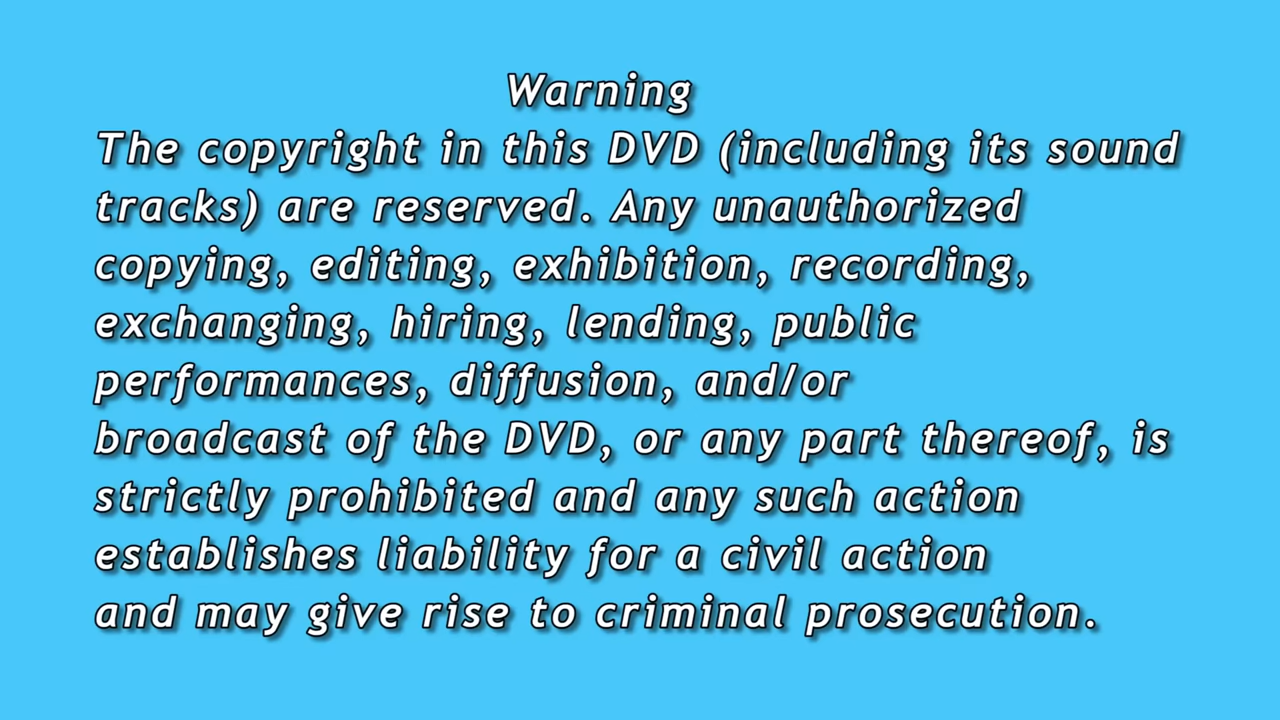 Warning
The copyright in this DVD (including its sound
tracks) are reserved. Any unauthorized
copying, editing, exhibition, recording,
exchanging, hiring, lending, public
performances, diffusion, and/or
broadcast of the DVD, or any part thereof, is
strictly prohibited and any such action
establishes liability for a civil action
and may give rise to criminal prosecution.